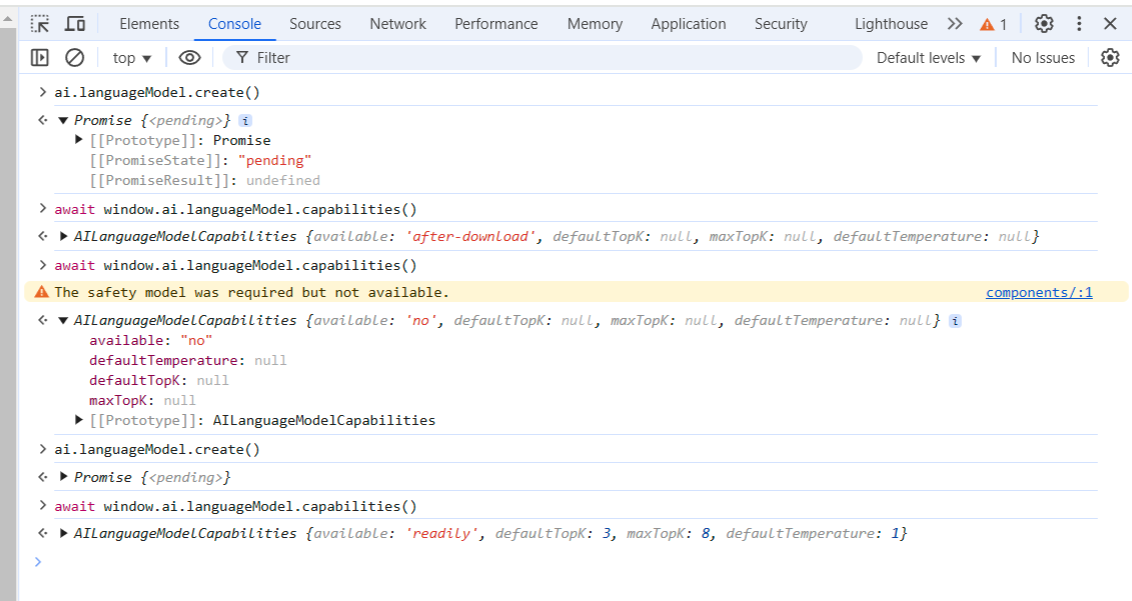 Elements Console Sources Network Performance Memory Application Security Lighthouse 1
top ▼ Filter Default levels ▼ No Issues
> ai.languageModel.create()
▼ Promise {<pending>} i
▶ [[Prototype]]: Promise
[[PromiseState]]: "pending"
[[PromiseResult]]: undefined
> await window.ai.languageModel.capabilities()
▶ AILanguageModelCapabilities {available: 'after-download', defaultTopK: null, maxTopK: null, defaultTemperature: null}
> await window.ai.languageModel.capabilities()
The safety model was required but not available. components/:1
▼ AILanguageModelCapabilities {available: 'no', defaultTopK: null, maxTopK: null, defaultTemperature: null} i
available: "no"
defaultTemperature: null
defaultTopK: null
maxTopK: null
▶ [[Prototype]]: AILanguageModelCapabilities
> ai.languageModel.create()
▶ Promise {<pending>}
> await window.ai.languageModel.capabilities()
▶ AILanguageModelCapabilities {available: 'readily', defaultTopK: 3, maxTopK: 8, defaultTemperature: 1}
>